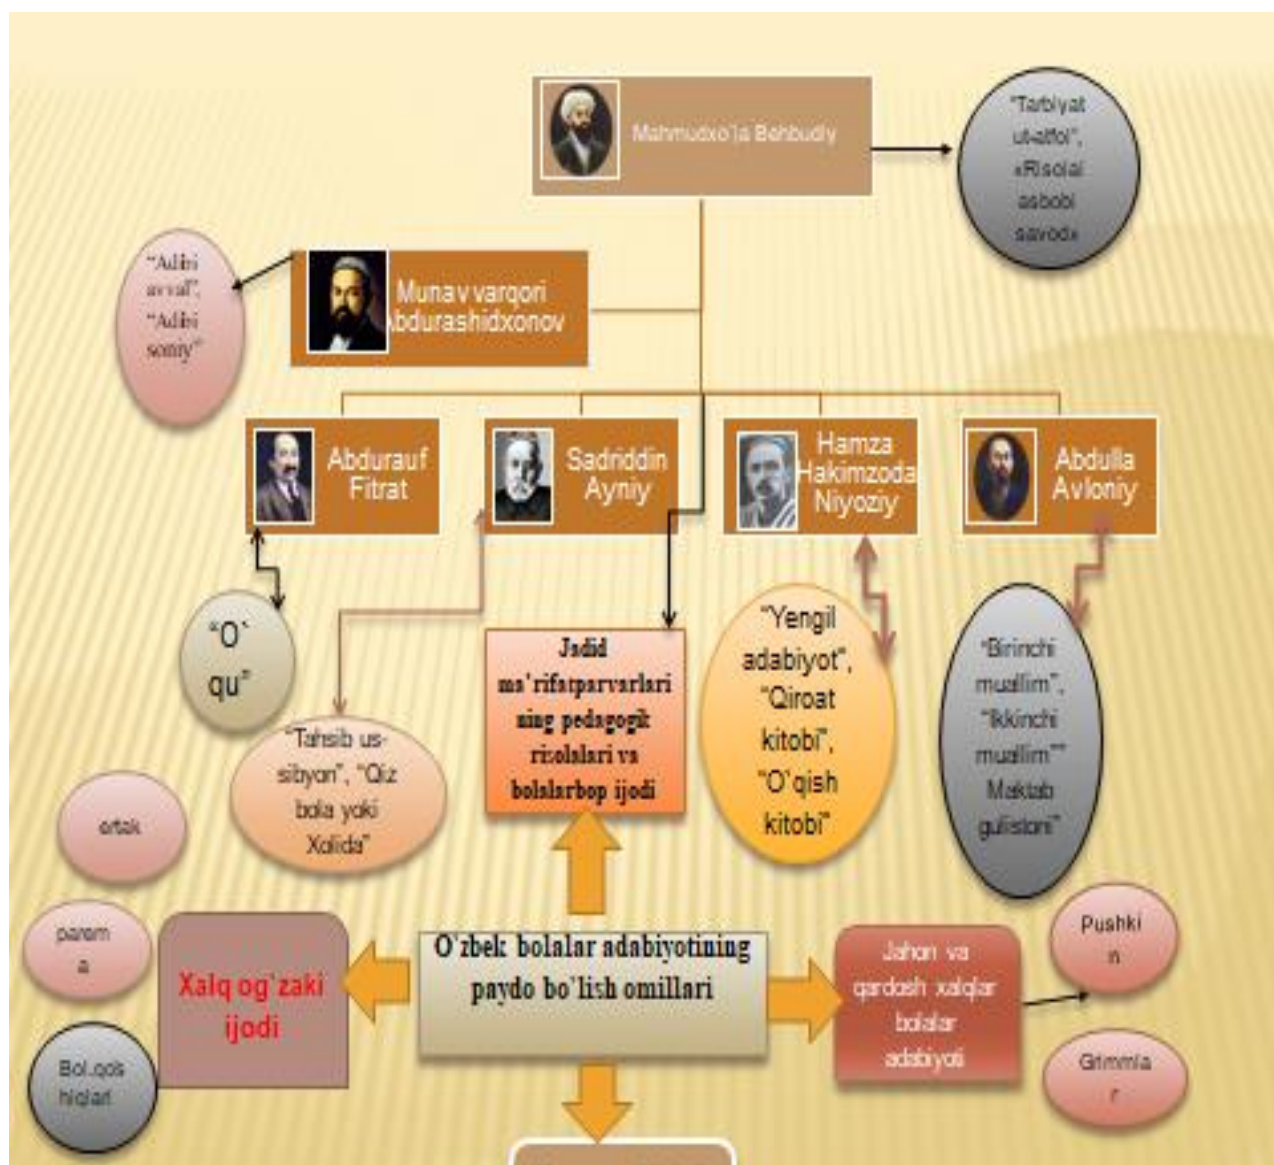 Mahmudxo`ja Behbudiy
"Tarbiyat
ut-atfol",
«Risolai
asbobi
savod»
"Adibi
avval",
"Adibi
soniy"
Munav varqori
Abdurashidxonov
Abdurauf
Fitrat
Sadriddin
Ayniy
Hamza
Hakimzoda
Niyoziy
Abdulla
Avloniy
"O`
qu"
"Tahsib us-
sibyon", "Qiz
bola yoki
Xolida"
Jadid
ma`rifatparvarlari
ning pedagogik
risolalari va
bolalarbop ijodi
"Yengil
adabiyot",
"Qiroat
kitobi",
"O`qish
kitobi"
"Birinchi
muallim",
"Ikkinchi
muallim""
Maktab
gulistoni"
ertak
parem
a
Bol.qos
hiqlari
Xalq og`zaki
ijodi
O`zbek bolalar adabiyotining
paydo bo`lish omillari
Jahon va
qardosh xalqlar
bolalar
adabiyoti
Pushki
n
Grimmla
r